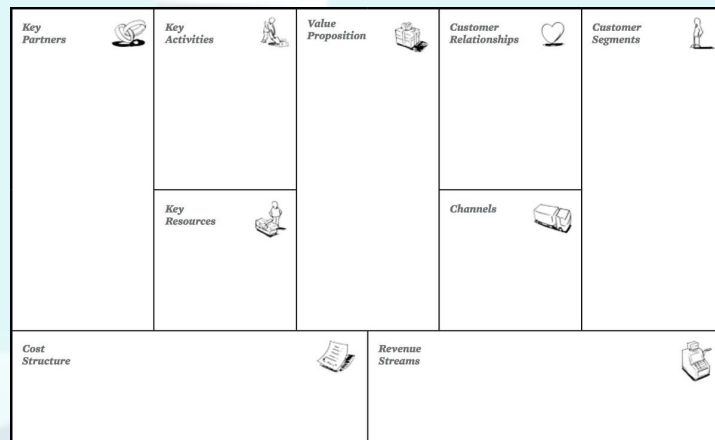 Key
Partners
Key
Activities
Value
Proposition
Customer
Relationships
Customer
Segments
Key
Resources
Channels
Cost
Structure
Revenue
Streams